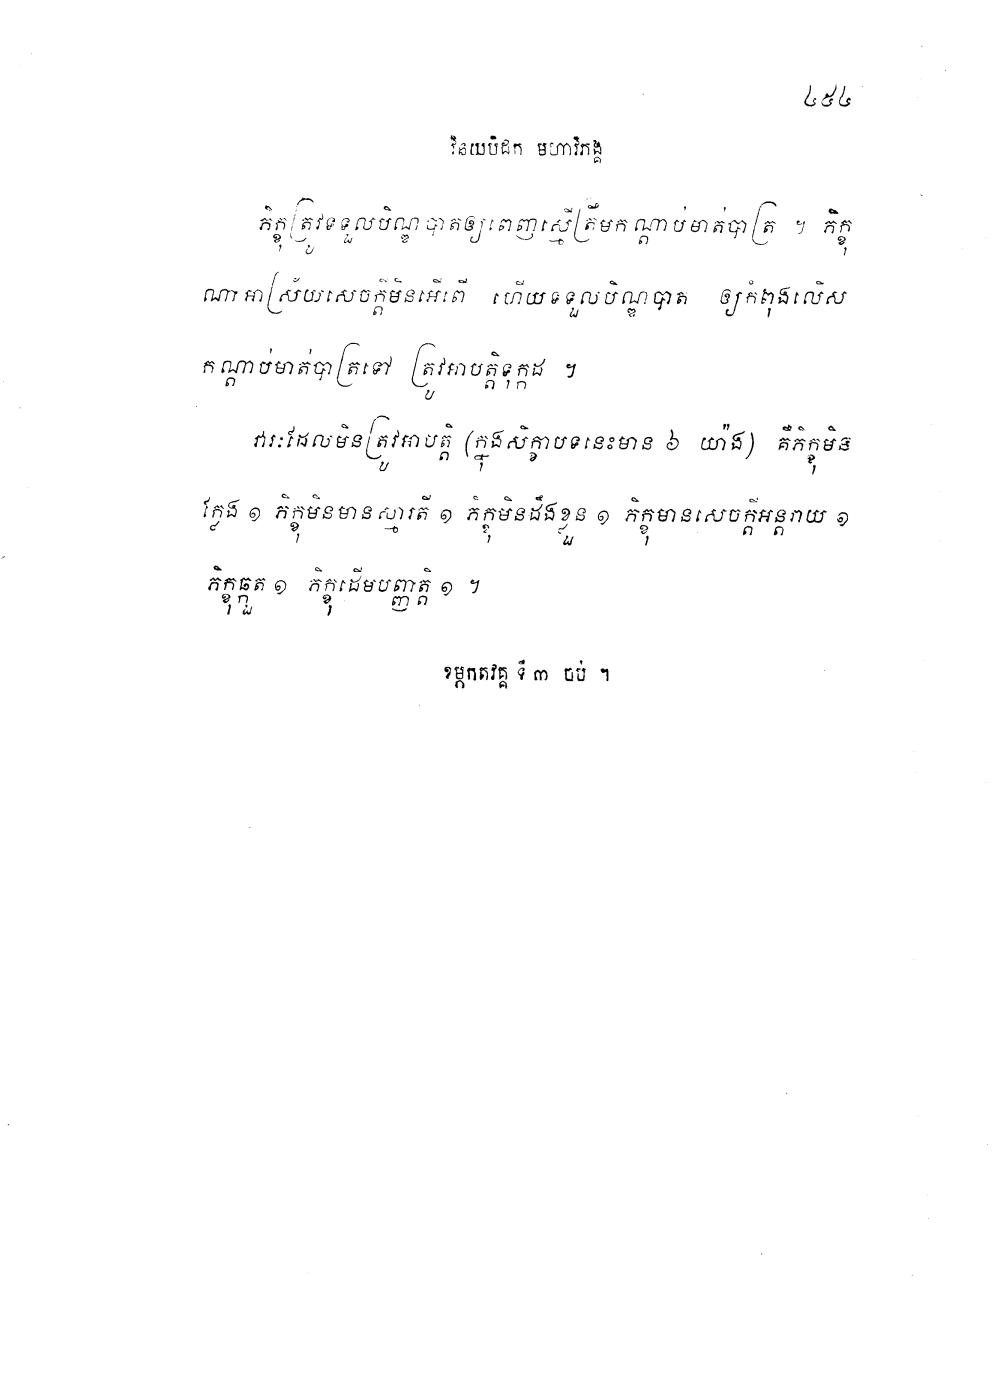 ៤៥៤
វិនយបិដក មហាវិភង្គ
ភិក្ខុត្រូវទទួលបិណ្ឌបាតឲ្យពេញស្មើត្រឹមកណ្តាប់មាត់បាត្រ ។ ភិក្ខុ
ណាអាស្រ័យសេចក្តីមិនអើពើ ហើយទទួលបិណ្ឌបាត ឲ្យកំពុងលើស
កណ្តាប់មាត់បាត្រទៅ ត្រូវអាបត្តិទុក្កដ ។
វារៈដែលមិនត្រូវអាបត្តិ (ក្នុងសិក្ខាបទនេះមាន ៦ យ៉ាង) គឺភិក្ខុមិន
ក្លែង ១ ភិក្ខុមិនមានស្មារតី ១ ភិក្ខុមិនដឹងខ្លួន ១ ភិក្ខុមានសេចក្តីអន្តរាយ ១
ភិក្ខុឆ្កួត ១ ភិក្ខុដើមបញ្ញត្តិ ១ ។
ខម្ភកតវគ្គ ទី ៣ ចប់ ។